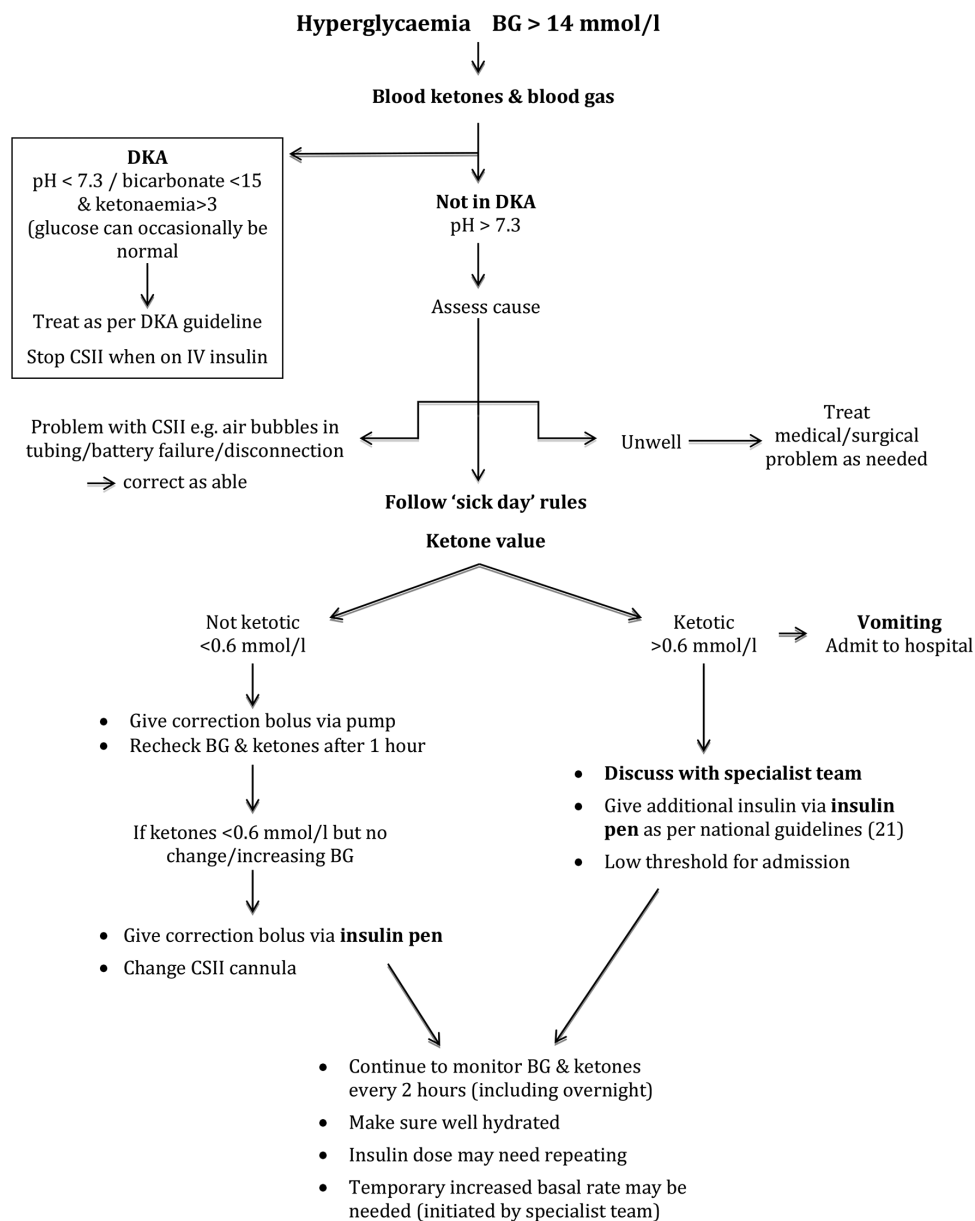 Hyperglycaemia BG > 14 mmol/l
Blood ketones & blood gas
DKA
pH < 7.3 / bicarbonate <15
& ketonaemia>3
(glucose can occasionally be
normal
Treat as per DKA guideline
Stop CSII when on IV insulin
Not in DKA
pH > 7.3
Assess cause
Problem with CSII e.g. air bubbles in
tubing/battery failure/disconnection
correct as able
Unwell
Treat
medical/surgical
problem as needed
Follow ‘sick day’ rules
Ketone value
Not ketotic
<0.6 mmol/l
Ketotic
>0.6 mmol/l
Vomiting
Admit to hospital
• Give correction bolus via pump
• Recheck BG & ketones after 1 hour
If ketones <0.6 mmol/l but no
change/increasing BG
• Give correction bolus via insulin pen
• Change CSII cannula
• Discuss with specialist team
• Give additional insulin via insulin
pen as per national guidelines (21)
• Low threshold for admission
• Continue to monitor BG & ketones
every 2 hours (including overnight)
• Make sure well hydrated
• Insulin dose may need repeating
• Temporary increased basal rate may be
needed (initiated by specialist team)